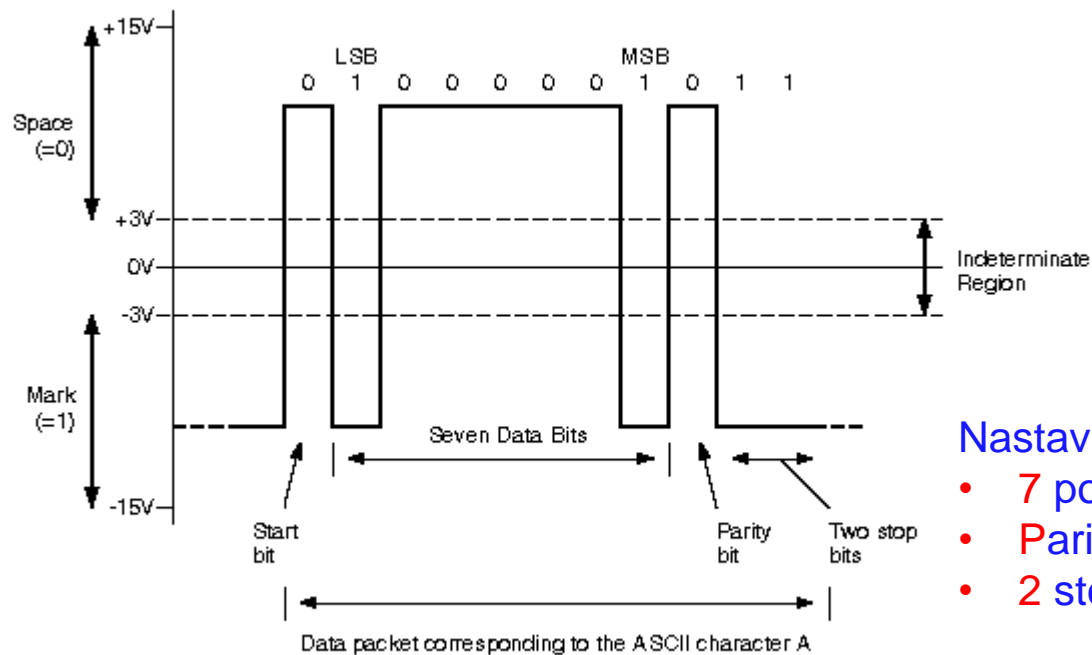 +15V
LSB MSB
0 1 0 0 0 0 0 1 0 1 1
Space
(=0)
+3V
0V
Indeterminate
Region
-3V
Mark
(=1)
Seven Data Bits
-15V
Start
bit
Parity
bit
Two stop
bits
Data packet corresponding to the ASCII character A
Nastav
• 7 po
• Pari
• 2 sto